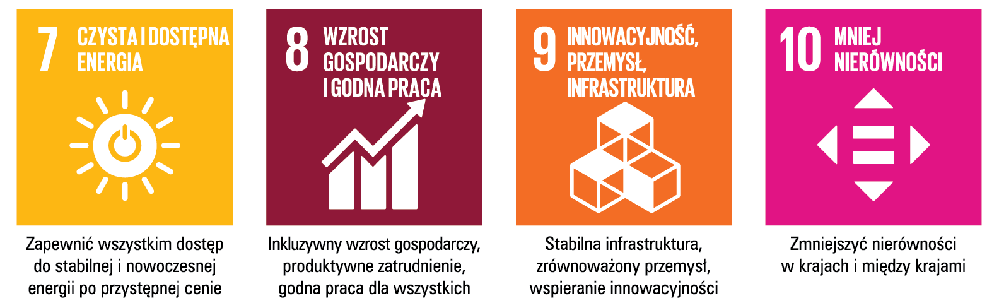 7
CZYSTA I DOSTĘPNA
ENERGIA
Zapewnić wszystkim dostęp
do stabilnej i nowoczesnej
energii po przystępnej cenie
8
WZROST
GOSPODARCZY
I GODNA PRACA
Inkluzywny wzrost gospodarczy,
produktywne zatrudnienie,
godna praca dla wszystkich
9
INNOWACYJNOŚĆ,
PRZEMYSŁ,
INFRASTRUKTURA
Stabilna infrastruktura,
zrównoważony przemysł,
wspieranie innowacyjności
10
MNIEJ
NIERÓWNOŚCI
Zmniejszyć nierówności
w krajach i między krajami